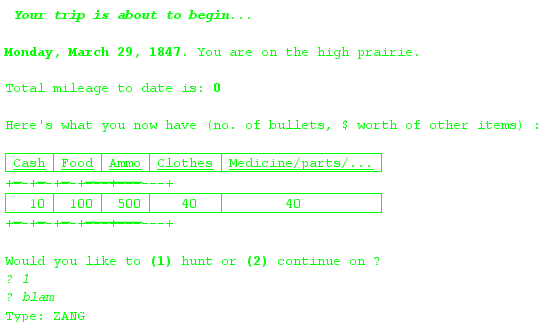 Your trip is about to begin...
Monday, March 29, 1847. You are on the high prairie.
Total mileage to date is: 0
Here's what you now have (no. of bullets, $ worth of other items) :
Cash Food Ammo Clothes Medicine/parts/...
+--+--+--+----+------+
10 100 500 40 40
+--+--+--+----+------+
Would you like to (1) hunt or (2) continue on ?
? 1
? blam
Type: ZANG